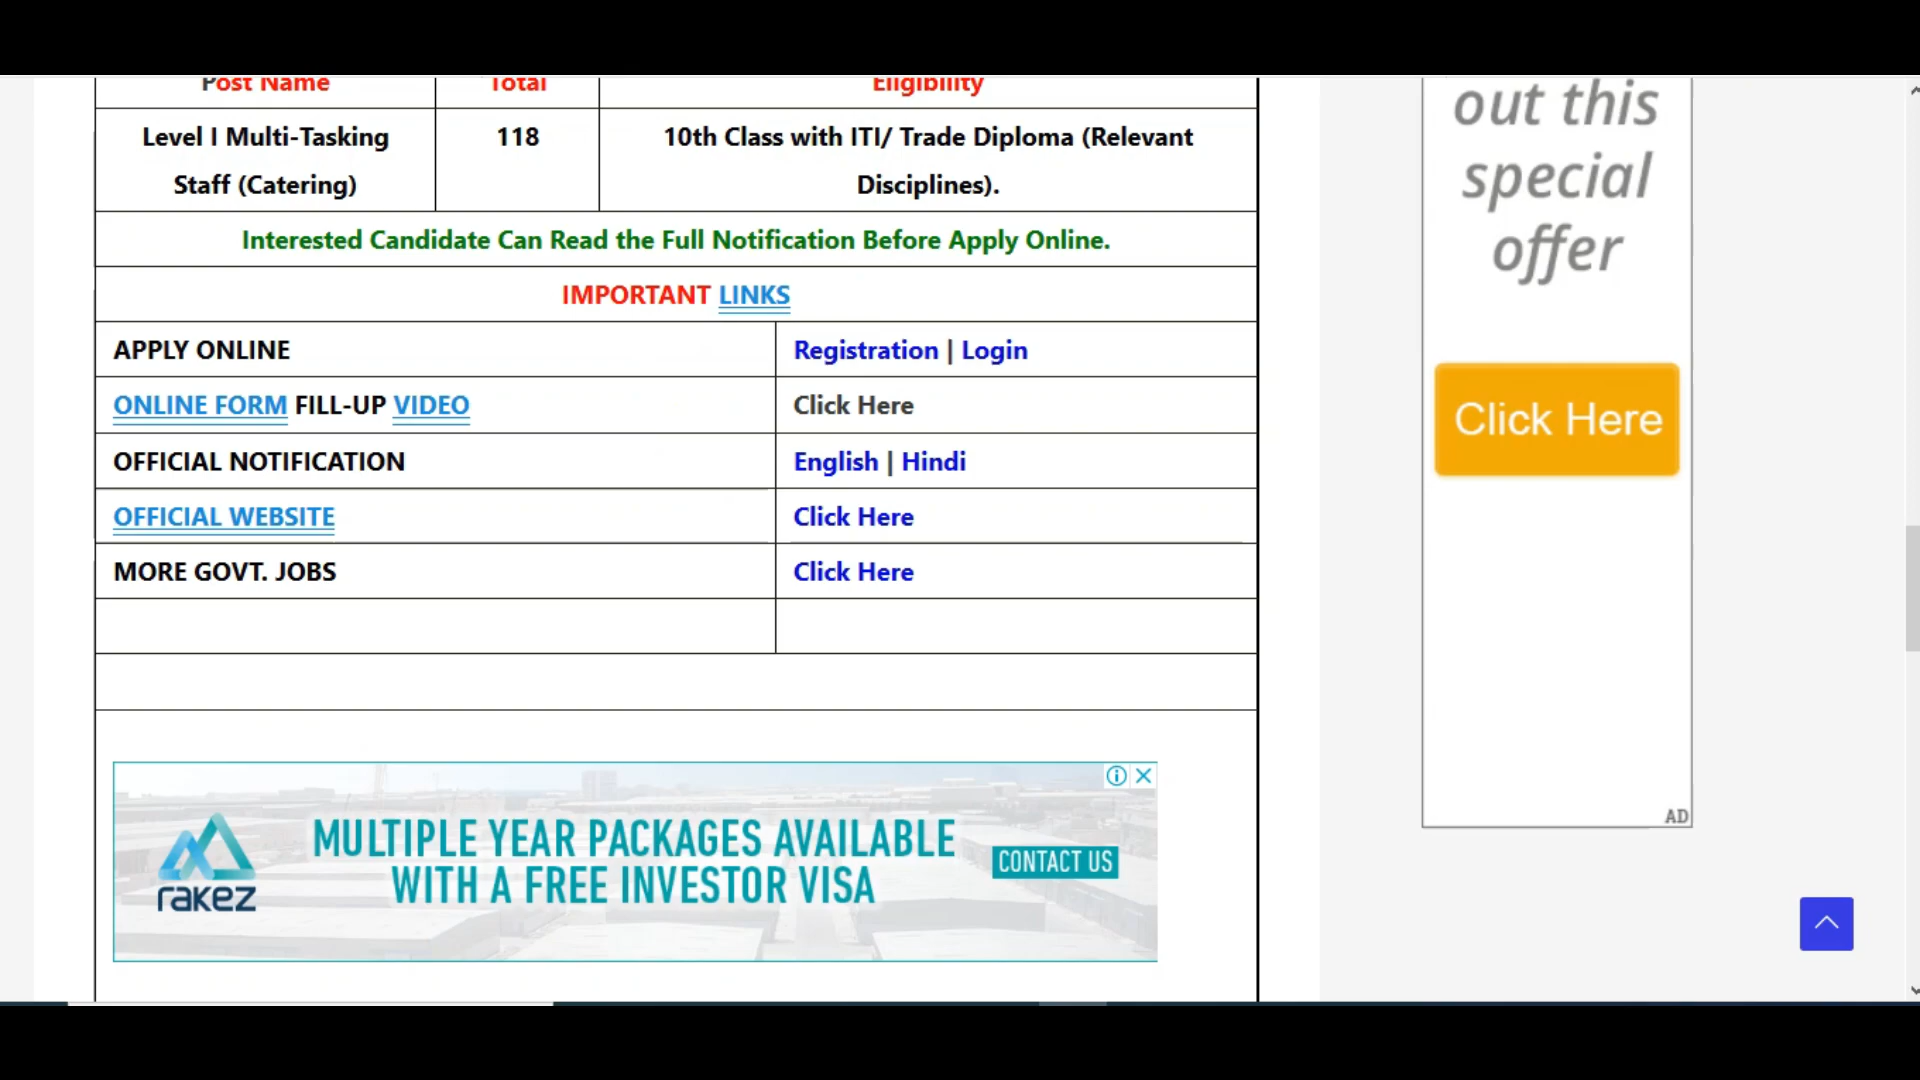 Post Name Total Eligibility
Level I Multi-Tasking
Staff (Catering)
118
10th Class with ITI/ Trade Diploma (Relevant
Disciplines).
Interested Candidate Can Read the Full Notification Before Apply Online.
IMPORTANT LINKS
APPLY ONLINE Registration | Login
ONLINE FORM FILL-UP VIDEO Click Here
OFFICIAL NOTIFICATION English | Hindi
OFFICIAL WEBSITE Click Here
MORE GOVT. JOBS Click Here
rakez
MULTIPLE YEAR PACKAGES AVAILABLE
WITH A FREE INVESTOR VISA
CONTACT US
out this
special
offer
Click Here
AD